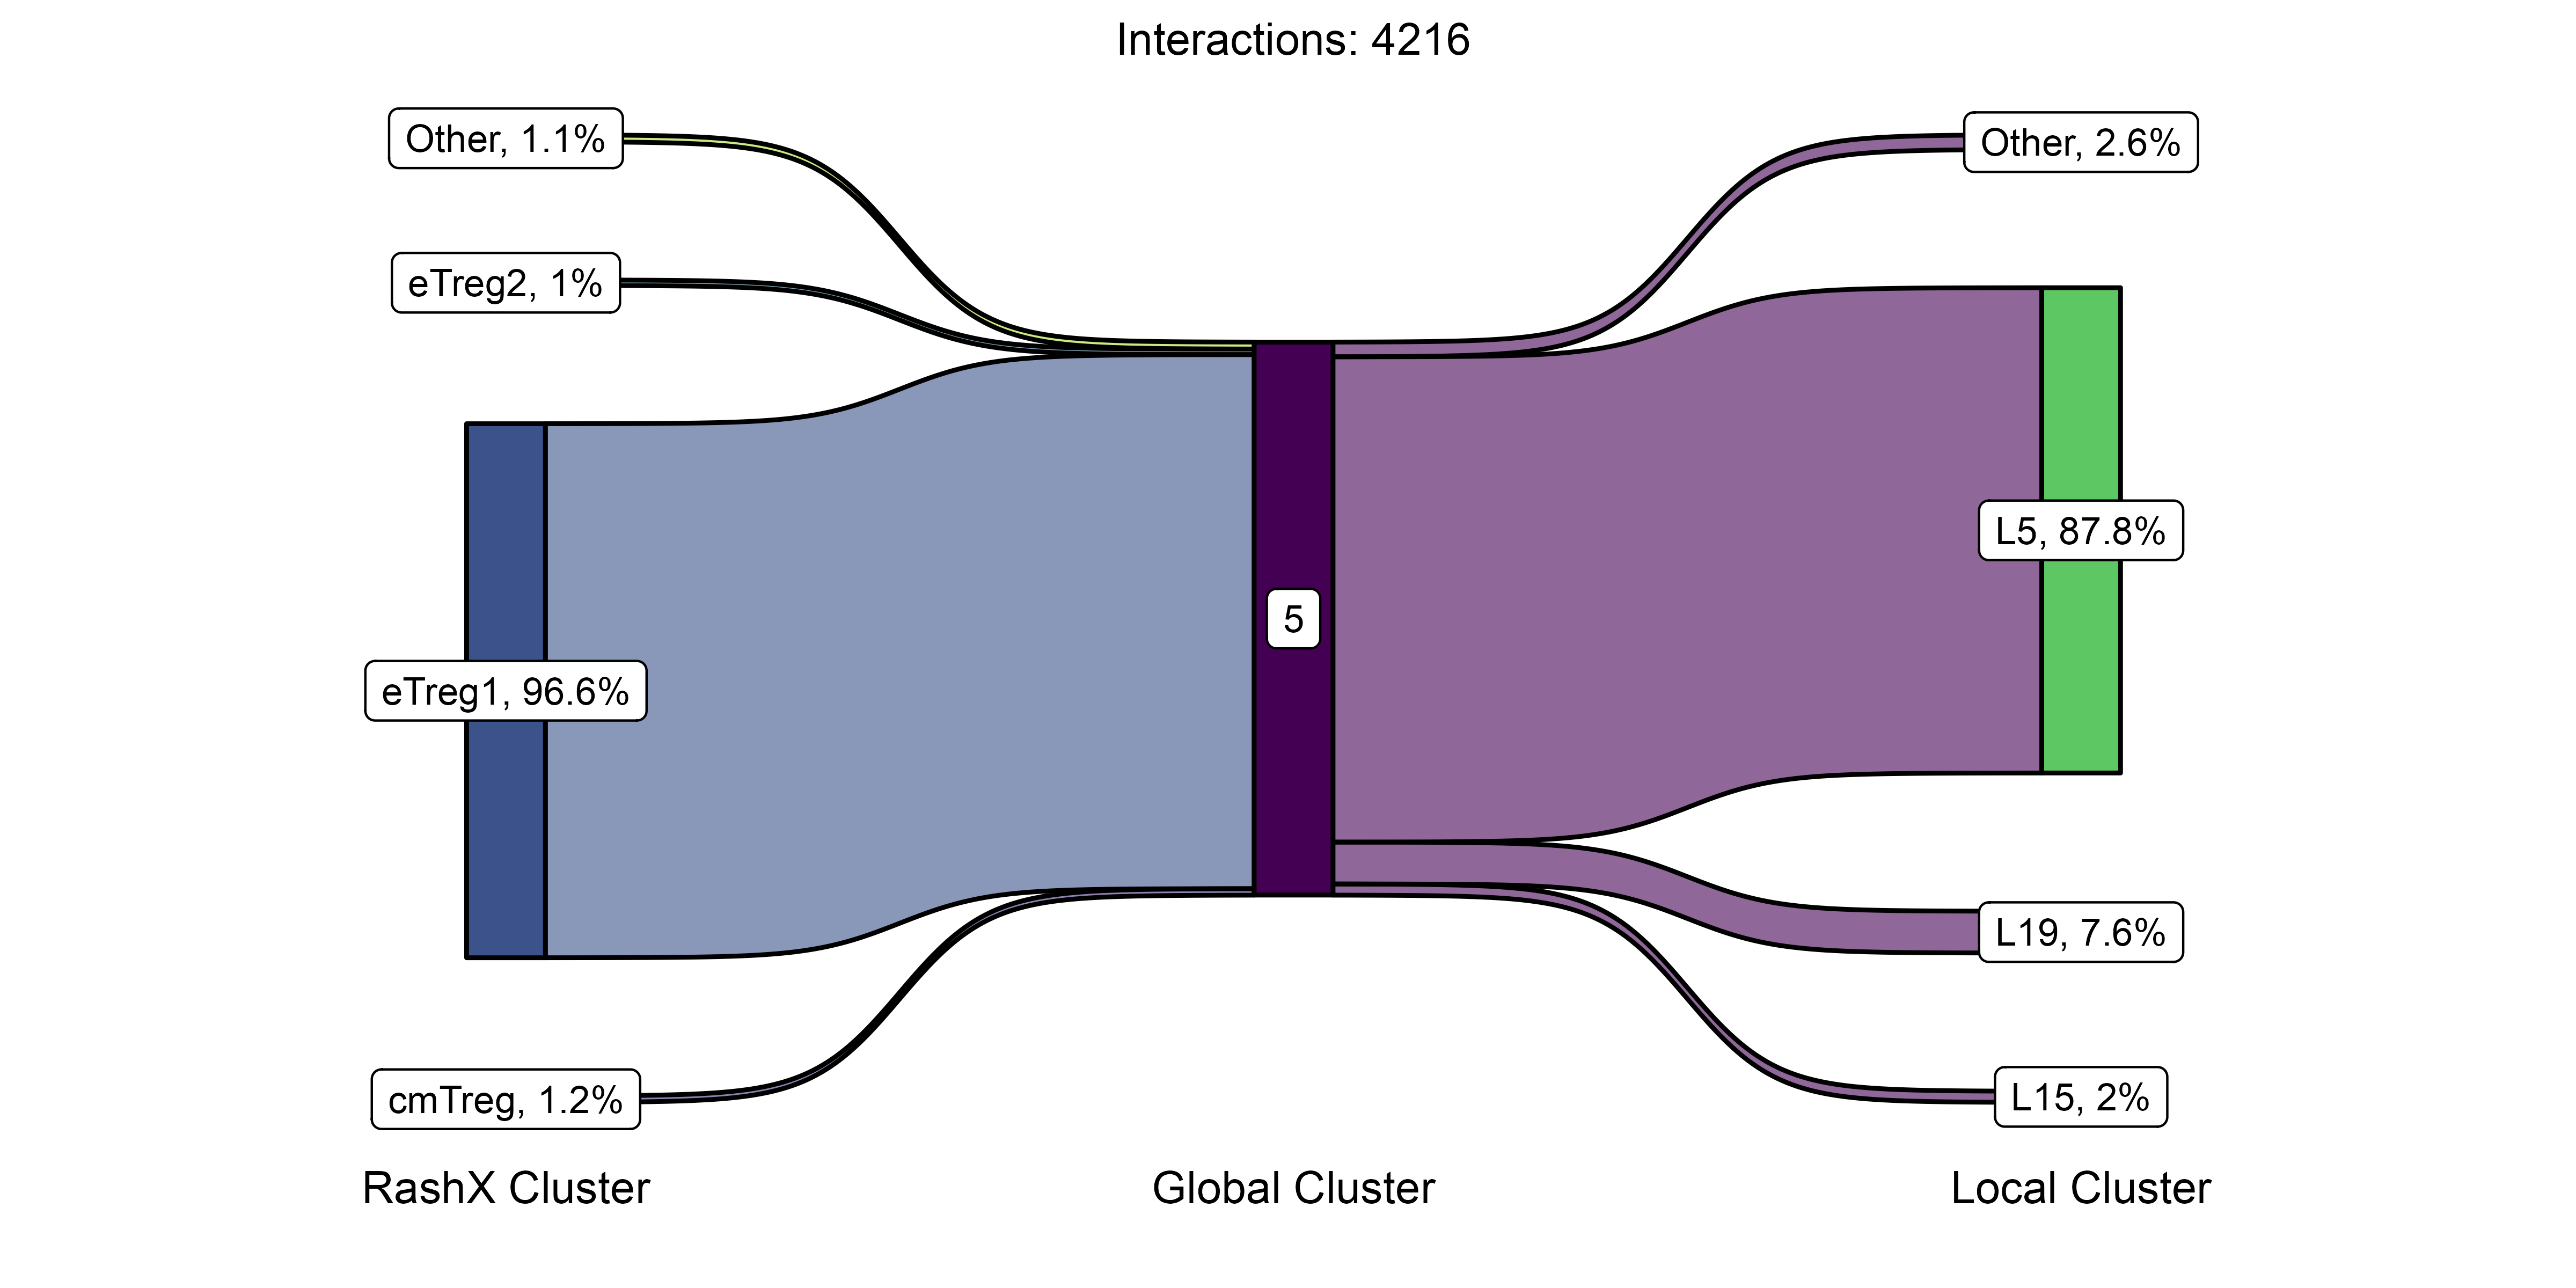 Interactions: 4216
Other, 1.1%
Other, 2.6%
eTreg2, 1%
L5, 87.8%
5
eTreg1, 96.6%
L19, 7.6%
cmTreg, 1.2%
L15, 2%
RashX Cluster
Global Cluster
Local Cluster